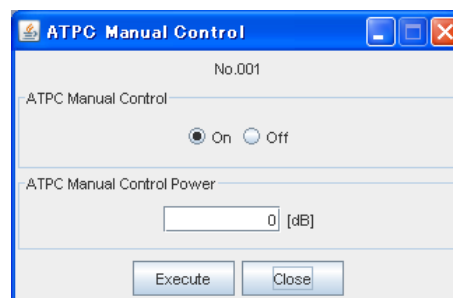 ATPC Manual Control
No.001
ATPC Manual Control
On Off
ATPC Manual Control Power
0 [dB]
Execute Close